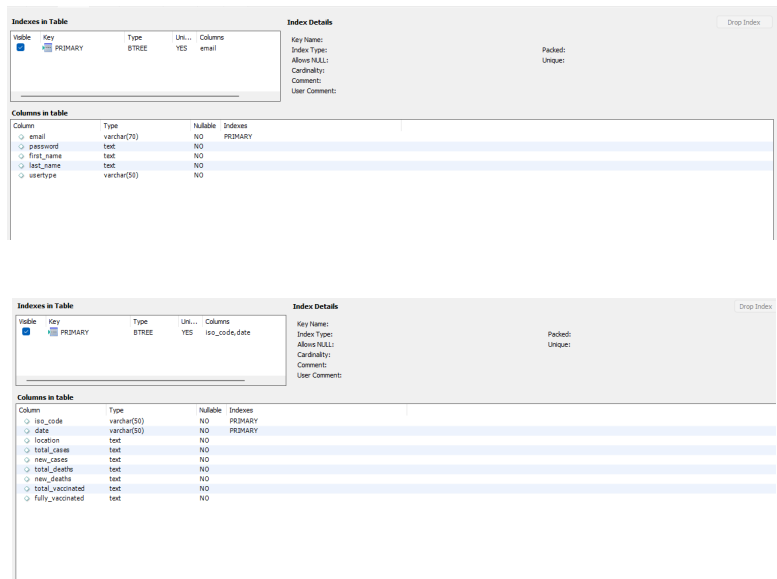 Indexes in Table
Visible Key Type Uni... Columns
PRIMARY BTREE YES email
Index Details
Drop Index
Key Name:
Index Type: Packed:
Allows NULL: Unique:
Cardinality:
Comment:
User Comment:
Columns in table
Column Type Nullable Indexes
email varchar(70) NO PRIMARY
password text NO
first_name text NO
last_name text NO
usertype varchar(50) NO
Indexes in Table
Visible Key Type Uni... Columns
PRIMARY BTREE YES iso_code,date
Index Details
Drop Index
Key Name:
Index Type: Packed:
Allows NULL: Unique:
Cardinality:
Comment:
User Comment:
Columns in table
Column Type Nullable Indexes
iso_code varchar(50) NO PRIMARY
date varchar(50) NO PRIMARY
location text NO
total_cases text NO
new_cases text NO
total_deaths text NO
new_deaths text NO
total_vaccinated text NO
fully_vaccinated text NO